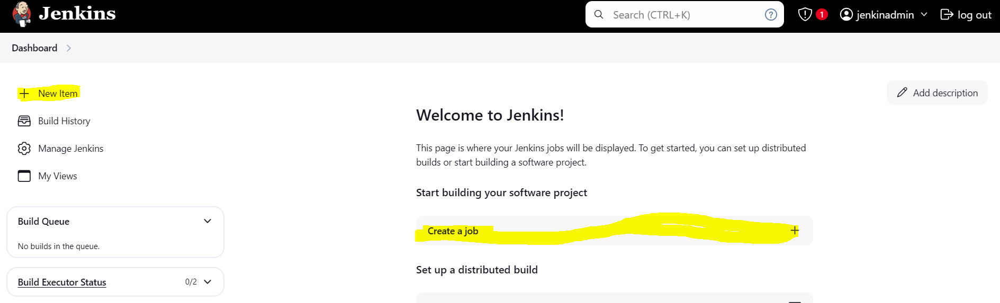 Jenkins
Search (CTRL+K)
?
1
jenkinadmin
log out
Dashboard
New Item
Build History
Manage Jenkins
My Views
Build Queue
No builds in the queue.
Build Executor Status
0/2
Add description
Welcome to Jenkins!
This page is where your Jenkins jobs will be displayed. To get started, you can set up distributed
builds or start building a software project.
Start building your software project
Create a job
Set up a distributed build